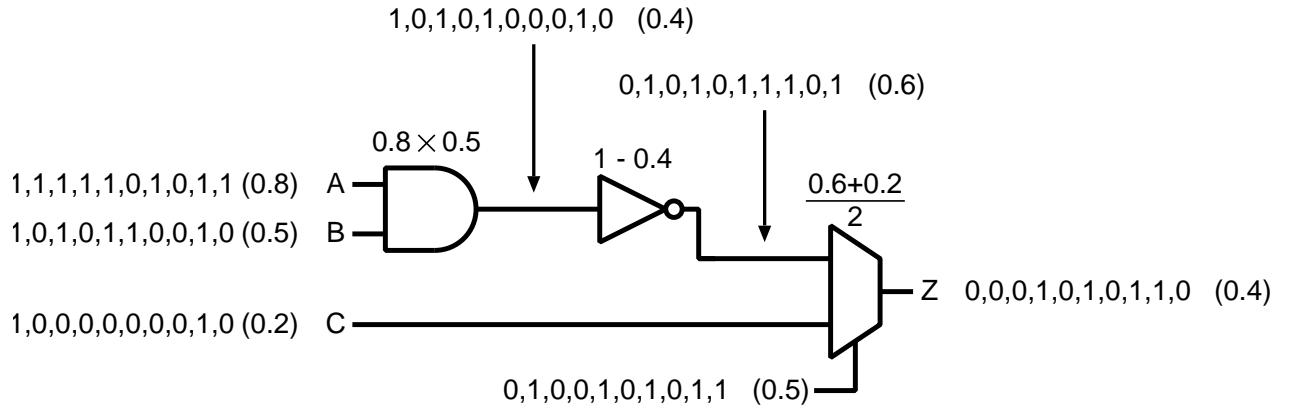 1,0,1,0,1,0,0,0,1,0 (0.4)
0,1,0,1,0,1,1,1,0,1 (0.6)
0.8 × 0.5
1 - 0.4
0.6+0.2
2
1,1,1,1,1,0,1,0,1,1 (0.8) A
1,0,1,0,1,1,0,0,1,0 (0.5) B
Z 0,0,0,1,0,1,0,1,1,0 (0.4)
1,0,0,0,0,0,0,0,1,0 (0.2) C
0,1,0,0,1,0,1,0,1,1 (0.5)